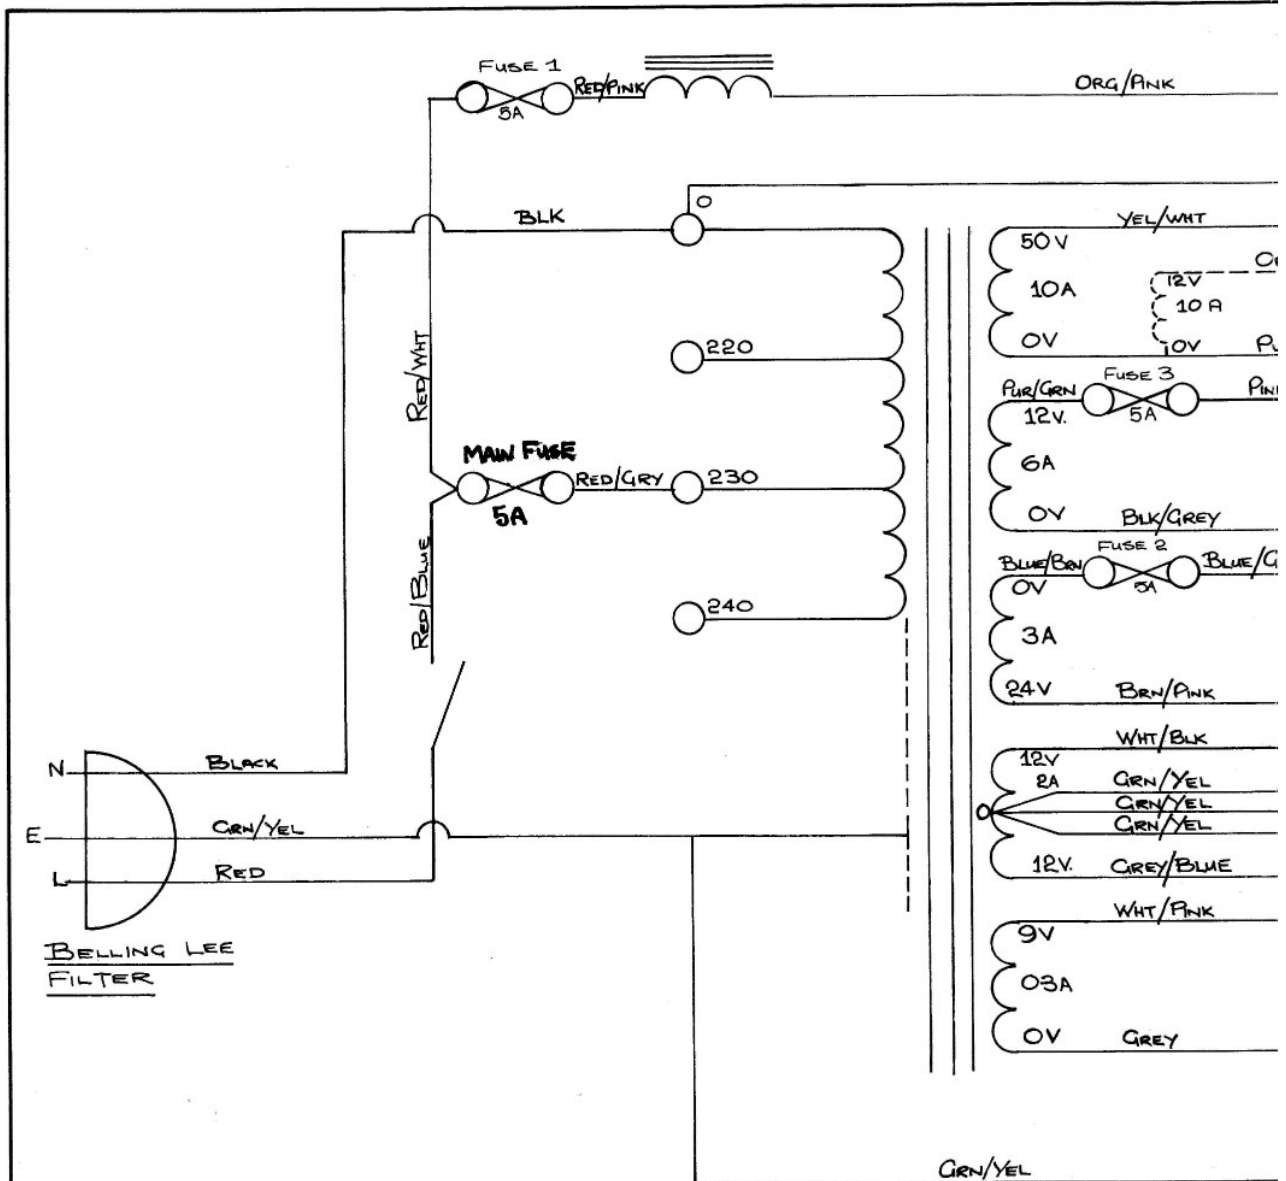 FUSE 1
5A
RED/PINK
ORG/PINK
O
BLK
YEL/WHT
50V
10A
0V
12V
10A
0V
RED/WHT
220
PUR/GRN
FUSE 3
5A
12V.
6A
0V
BLK/GREY
MAIN FUSE
5A
RED/GRY
230
RED/BLUE
FUSE 2
5A
BLUE/BRN
0V
3A
24V
BRN/PINK
240
WHT/BLK
12V
2A
GRN/YEL
GRN/YEL
GRN/YEL
O
12V.
GREY/BLUE
N
BLACK
E
GRN/YEL
L
RED
BELLING LEE
FILTER
WHT/PINK
9V
03A
0V
GREY
GRN/YEL